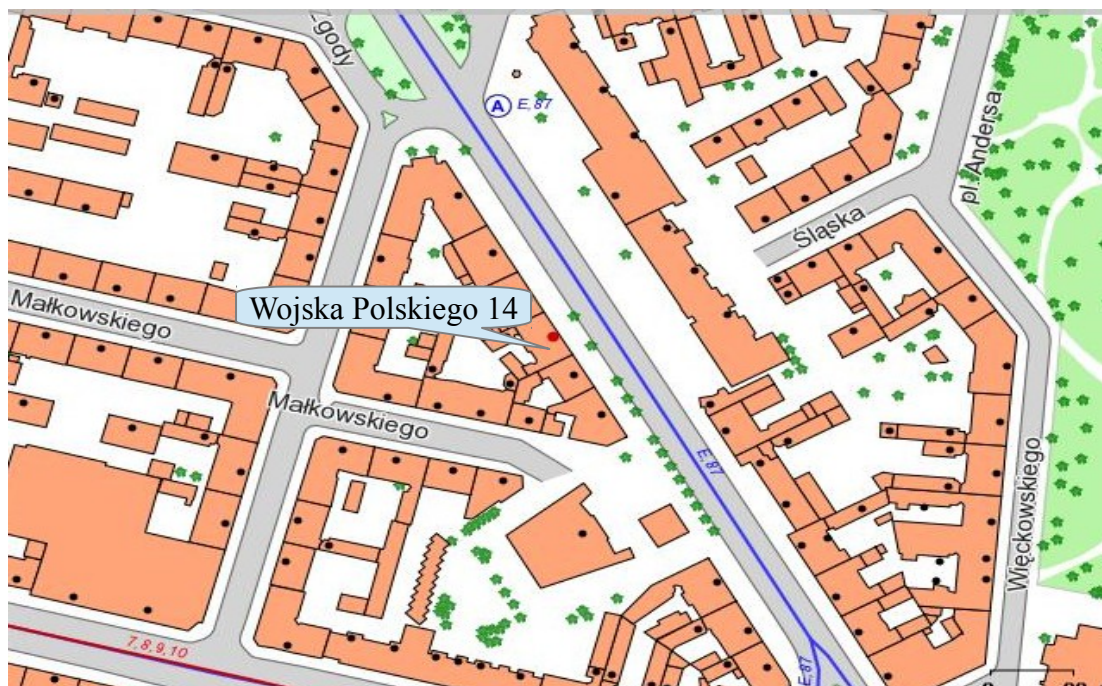 Zgody
A E, 87
pl. Andersa
Śląska
Małkowskiego
Wojska Polskiego 14
Małkowskiego
E, 87
Więckowskiego
7, 8, 9, 10
E, 87